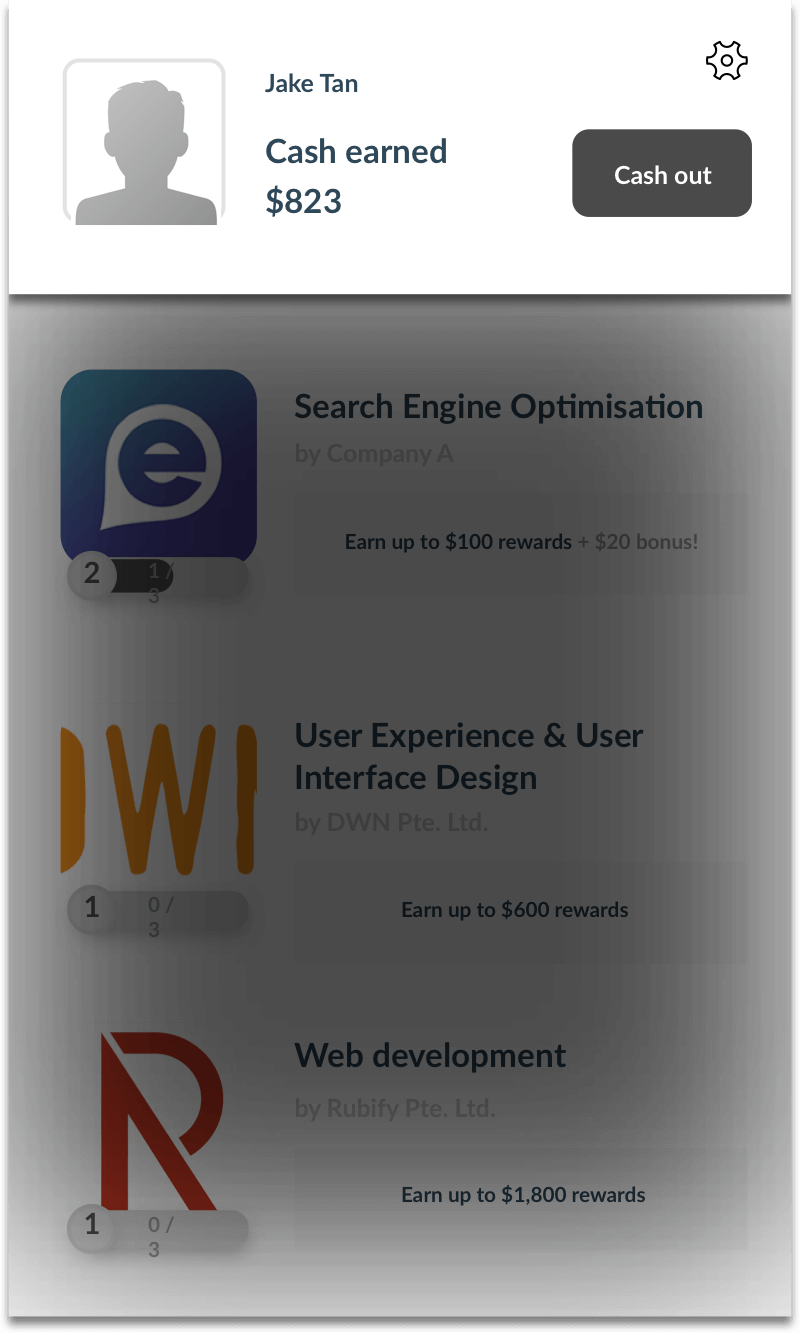 Jake Tan
Cash earned
$823
Cash out
Search Engine Optimisation
by Company A
Earn up to $100 rewards + $20 bonus!
2
1 /
3
DWN
User Experience & User
Interface Design
by DWN Pte. Ltd.
Earn up to $600 rewards
1
0 /
3
R
Web development
by Rubify Pte. Ltd.
Earn up to $1,800 rewards
1
0 /
3